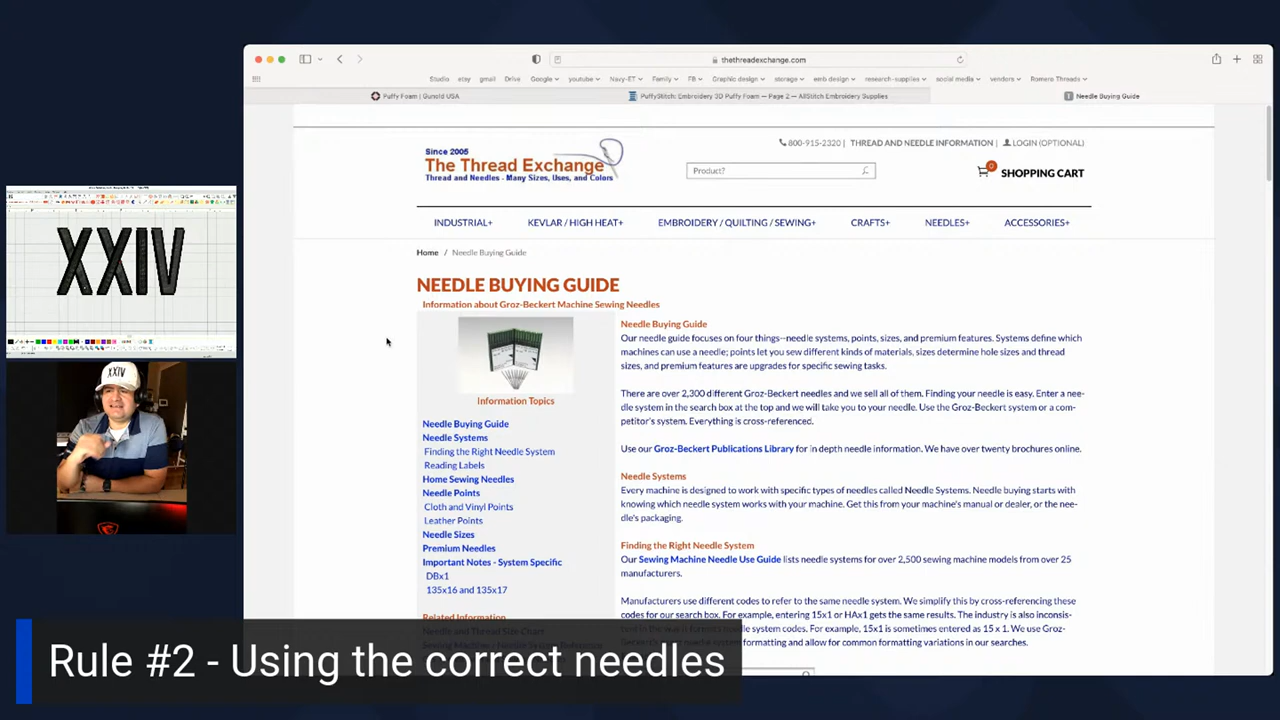 thethreadexchange.com
Studio etsy gmail Drive Google youtube Navy-ET Family FB Graphic design storage web design research-supplies social media vendors Romero Threads
Puffy Foam | Gunold USA
PuffyStitch: Embroidery 3D Puffy Foam — Page 2 — AllStitch Embroidery Supplies
Needle Buying Guide
Since 2005
The Thread Exchange
Thread and Needles - Many Sizes, Uses, and Colors
800-915-2320 | THREAD AND NEEDLE INFORMATION | LOGIN (OPTIONAL)
Product?
0
SHOPPING CART
INDUSTRIAL+ KEVLAR / HIGH HEAT+ EMBROIDERY / QUILTING / SEWING+ CRAFTS+ NEEDLES+ ACCESSORIES+
Home / Needle Buying Guide
NEEDLE BUYING GUIDE
Information about Groz-Beckert Machine Sewing Needles
Information Topics
Needle Buying Guide
Needle Systems
Finding the Right Needle System
Reading Labels
Home Sewing Needles
Needle Points
Cloth and Vinyl Points
Leather Points
Needle Sizes
Premium Needles
Important Notes - System Specific
DBx1
135x16 and 135x17
Related Information
Needle and Thread Size Chart
Needle Buying Guide
Our needle guide focuses on four things--needle systems, points, sizes, and premium features. Systems define which
machines can use a needle; points let you sew different kinds of materials, sizes determine hole sizes and thread
sizes, and premium features are upgrades for specific sewing tasks.
There are over 2,300 different Groz-Beckert needles and we sell all of them. Finding your needle is easy. Enter a nee-
dle system in the search box at the top and we will take you to your needle. Use the Groz-Beckert system or a com-
petitor's system. Everything is cross-referenced.
Use our Groz-Beckert Publications Library for in depth needle information. We have over twenty brochures online.
Needle Systems
Every machine is designed to work with specific types of needles called Needle Systems. Needle buying starts with
knowing which needle system works with your machine. Get this from your machine's manual or dealer, or the nee-
dle's packaging.
Finding the Right Needle System
Our Sewing Machine Needle Use Guide lists needle systems for over 2,500 sewing machine models from over 25
manufacturers.
Manufacturers use different codes to refer to the same needle system. We simplify this by cross-referencing these
codes for our search box. For example, entering 15x1 or HAx1 gets the same results. The industry is also inconsis-
system codes. For example, 15x1 is sometimes entered as 15 x 1. We use Groz-
system formatting and allow for common formatting variations in our searches.
XXIV
XXIV
Rule #2 - Using the correct needles